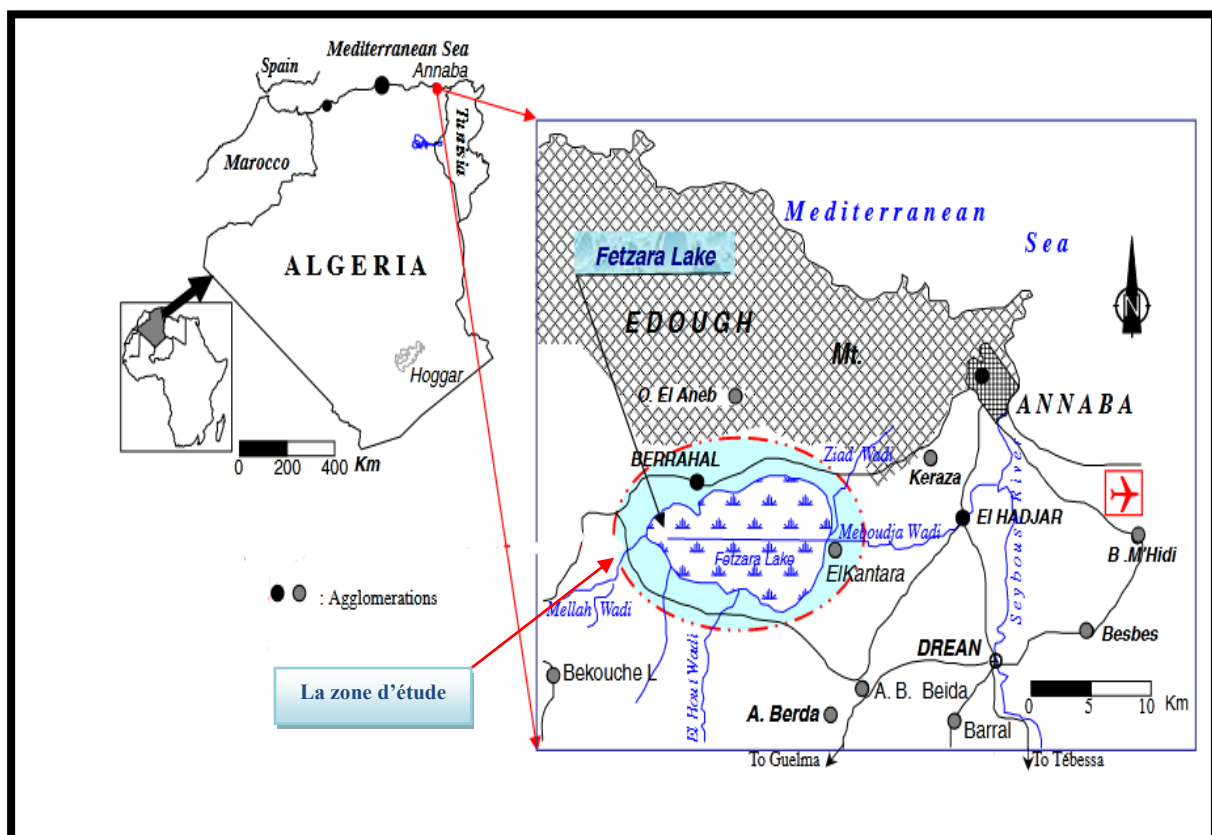 Mediterranean Sea
Spain
Annaba
Tunisia
Marocco
ALGERIA
Hoggar
0 200 400 Km
: Agglomerations
La zone d’étude
Mediterranean
Sea
Fetzara Lake
N
EDOUGH
Mt.
O. El Aneb
ANNABA
BERRAHAL
Ziad Wadi
Keraza
Seybouse River
El HADJAR
Meboudja Wadi
B .M'Hidi
Fetzara Lake
ElKantara
Mellah Wadi
Besbes
DREAN
Bekouche L
El Hout Wadi
A. B. Beida
A. Berda
Barral
0 5 10 Km
To Guelma
To Tébessa